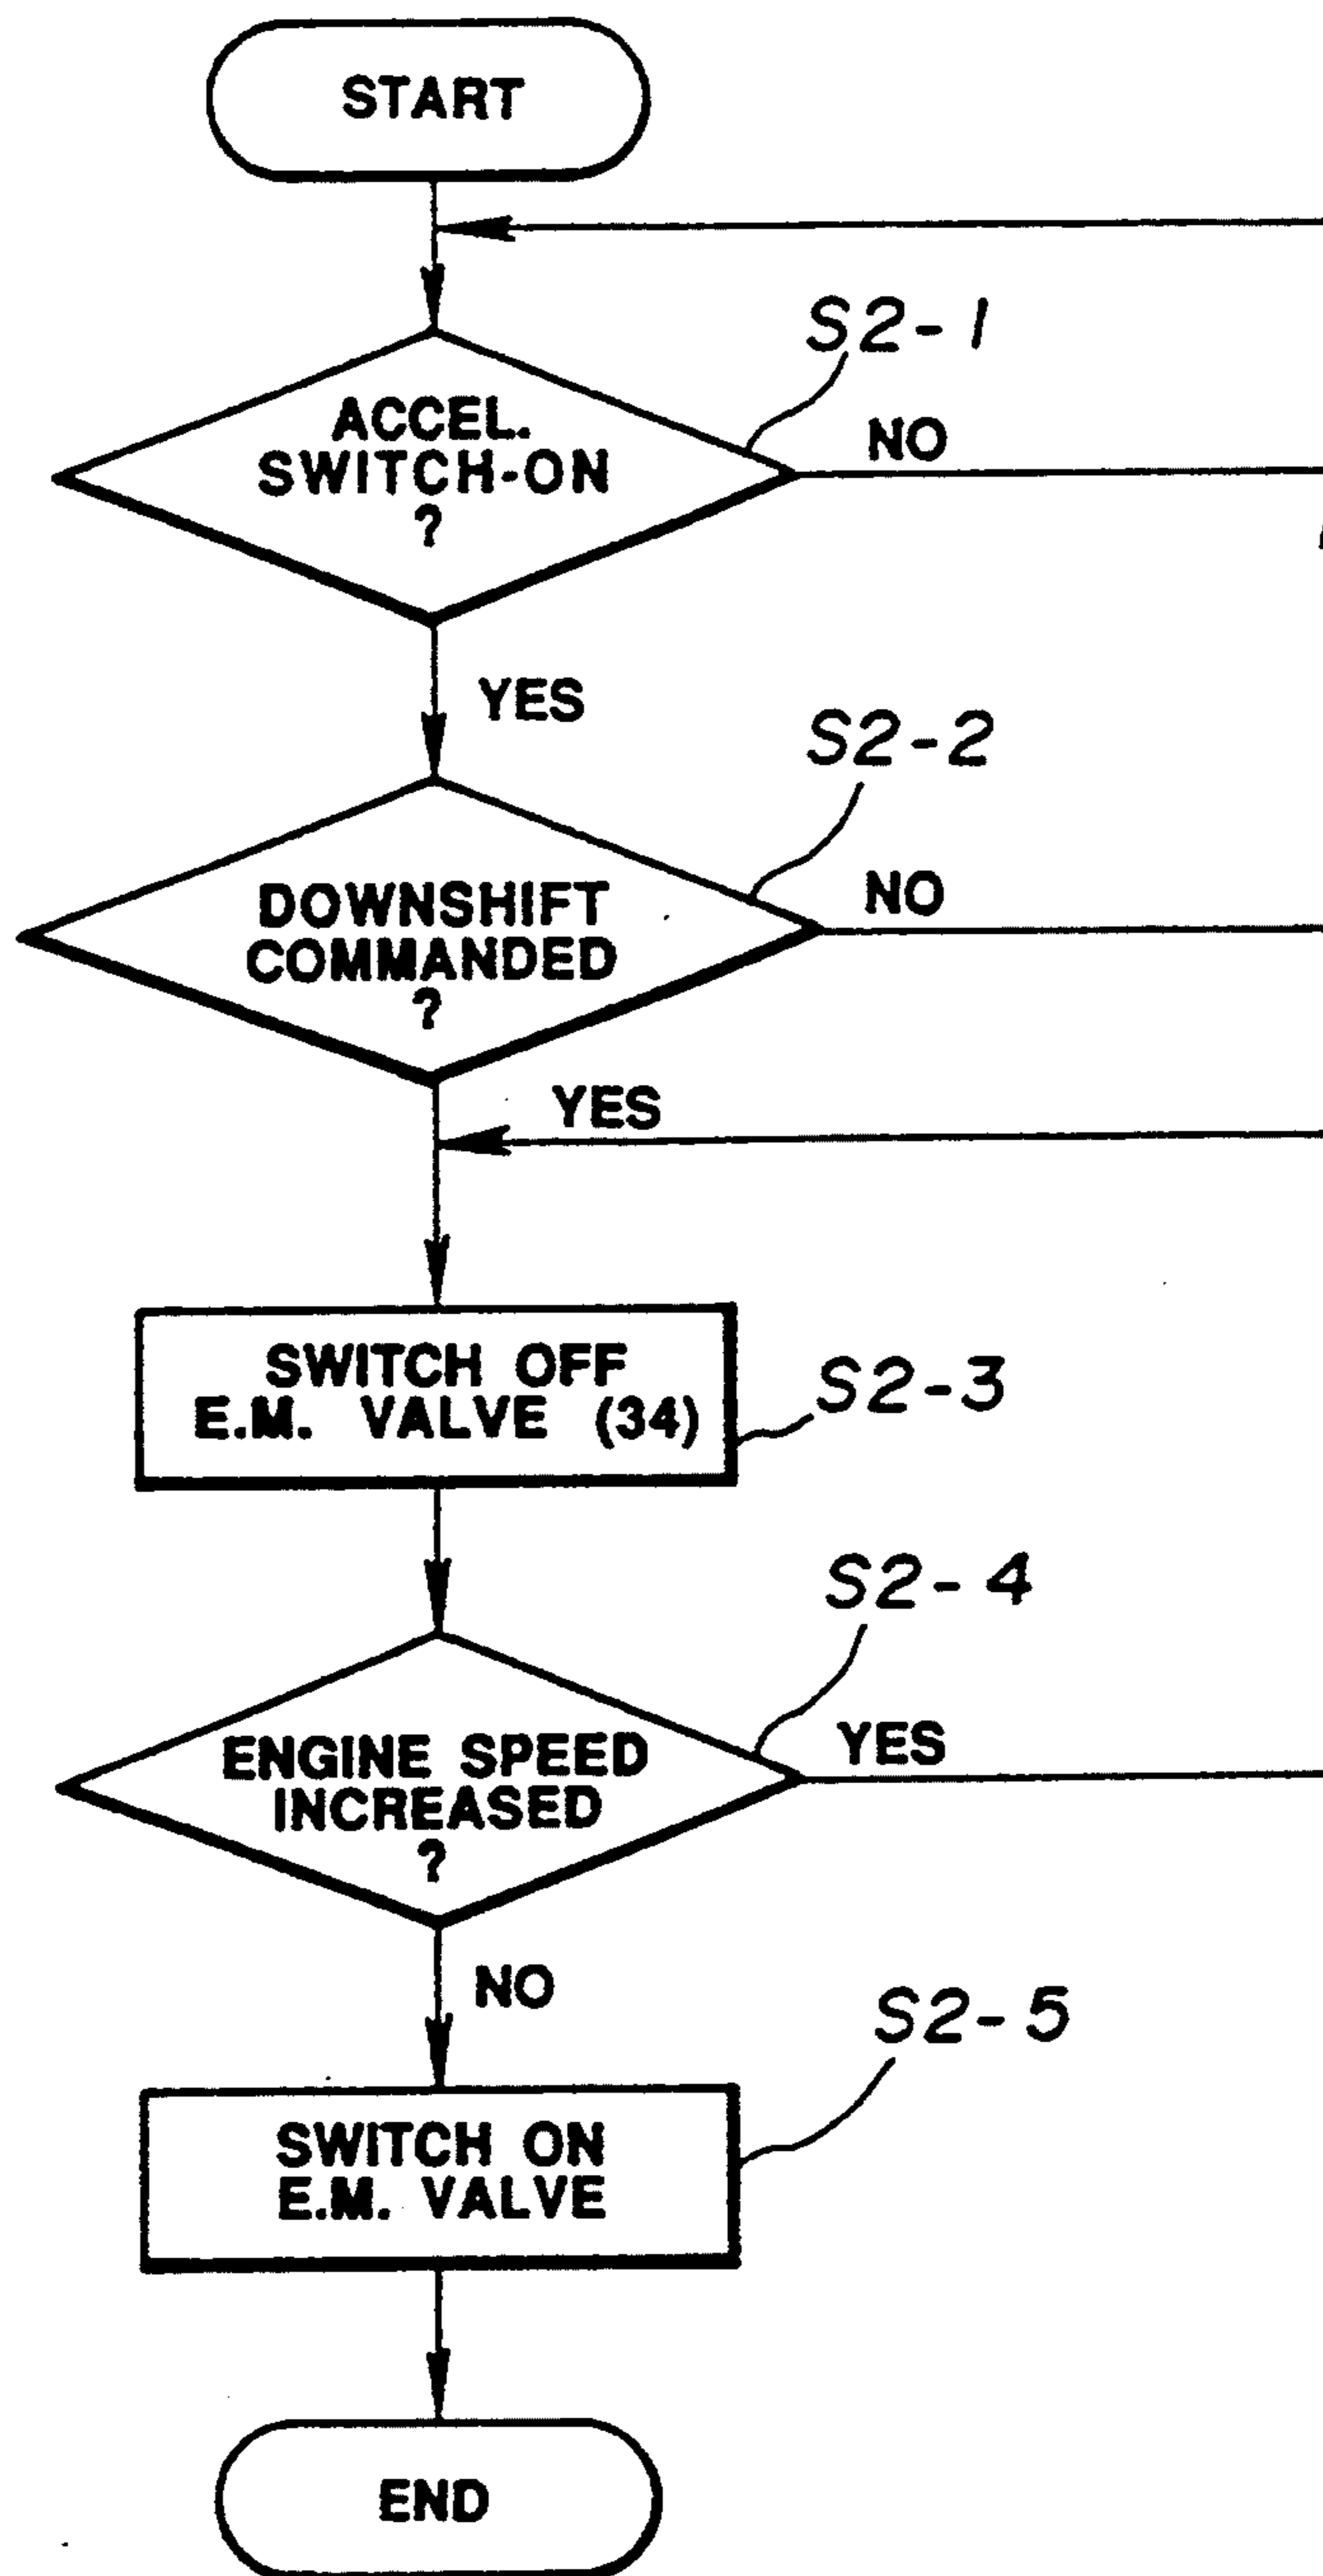 START
S2-1
ACCEL.
SWITCH-ON
?
NO
YES
S2-2
DOWNSHIFT
COMMANDED
?
NO
YES
SWITCH OFF
E.M. VALVE (34)
S2-3
S2-4
ENGINE SPEED
INCREASED
?
YES
NO
S2-5
SWITCH ON
E.M. VALVE
END